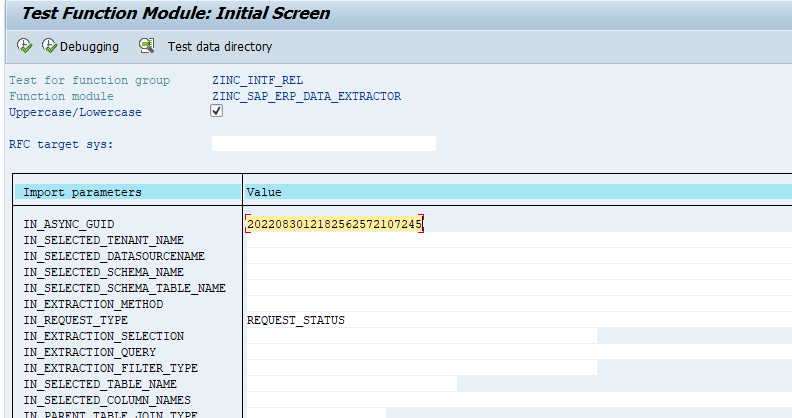 Test Function Module: Initial Screen
Debugging Test data directory
Test for function group ZINC_INTF_REL
Function module ZINC_SAP_ERP_DATA_EXTRACTOR
Uppercase/Lowercase
RFC target sys:
Import parameters Value
IN_ASYNC_GUID 2022083012182562572107245
IN_SELECTED_TENANT_NAME
IN_SELECTED_DATASOURCENAME
IN_SELECTED_SCHEMA_NAME
IN_SELECTED_SCHEMA_TABLE_NAME
IN_EXTRACTION_METHOD
IN_REQUEST_TYPE REQUEST_STATUS
IN_EXTRACTION_SELECTION
IN_EXTRACTION_QUERY
IN_EXTRACTION_FILTER_TYPE
IN_SELECTED_TABLE_NAME
IN_SELECTED_COLUMN_NAMES
IN_PARENT_TABLE_JOIN_TYPE